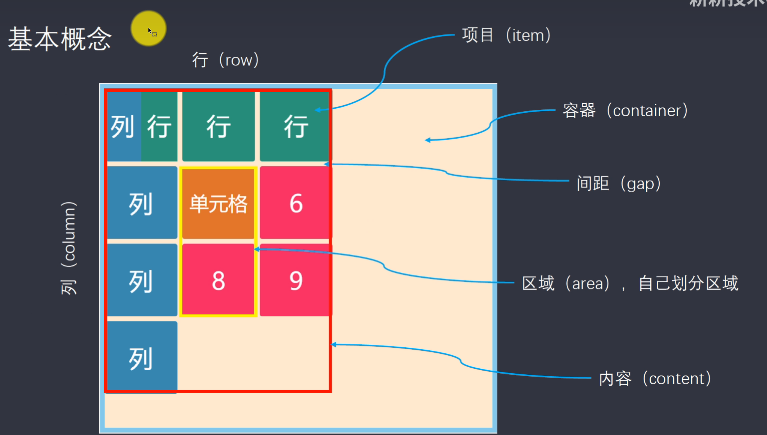 基本概念
行（row）
项目（item）
容器（container）
间距（gap）
列 行 行 行
列 单元格 6
列（column）
列 8 9
区域（area），自己划分区域
列
内容（content）